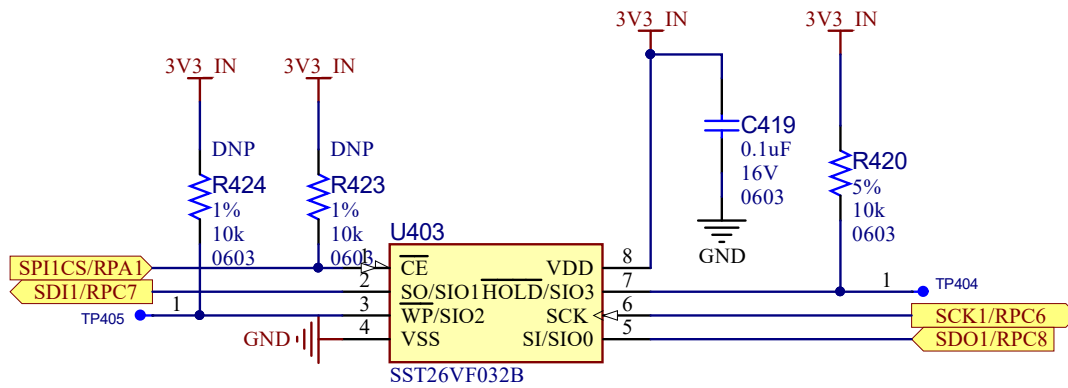 3V3_IN
3V3_IN
3V3_IN
3V3_IN
DNP
R424
1%
10k
0603
DNP
R423
1%
10k
0603
C419
0.1uF
16V
0603
R420
5%
10k
0603
GND
U403
SPI1CS/RPA1
1
CE
VDD
8
SDI1/RPC7
2
SO/SIO1
HOLD/SIO3
7
1
TP404
TP405
1
3
WP/SIO2
SCK
6
SCK1/RPC6
GND
4
VSS
SI/SIO0
5
SDO1/RPC8
SST26VF032B